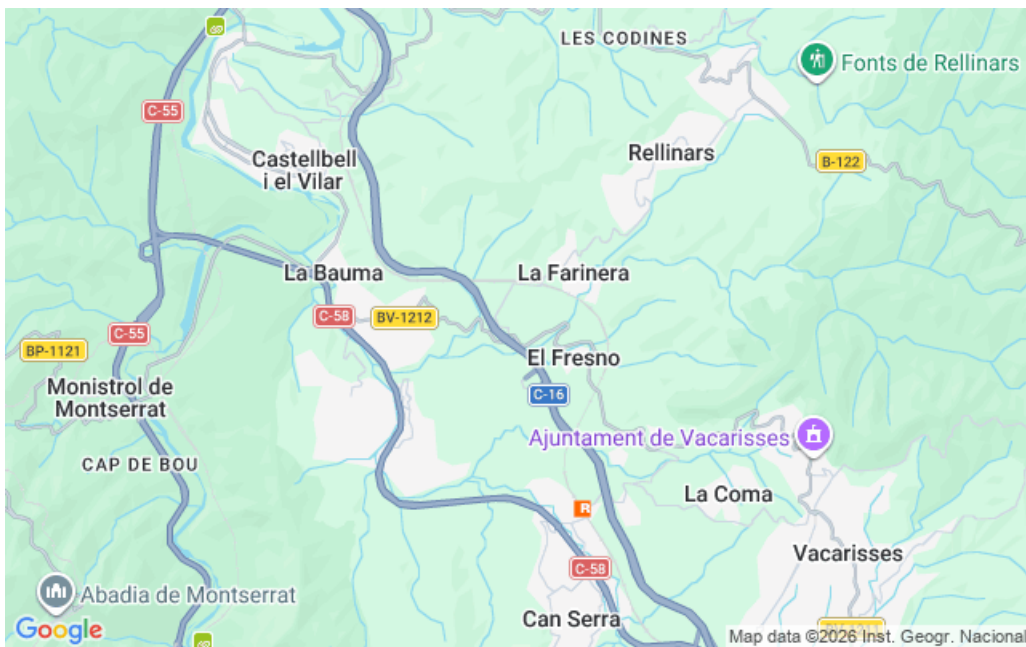 LES CODINES
Fonts de Rellinars
C-55
Castellbell
i el Vilar
Rellinars
B-122
La Bauma
La Farinera
C-58
BV-1212
C-55
BP-1121
El Fresno
Monistrol de
Montserrat
C-16
Ajuntament de Vacarisses
CAP DE BOU
La Coma
R
Vacarisses
C-58
Abadia de Montserrat
Can Serra
Google
Map data ©2026 Inst. Geogr. Nacional